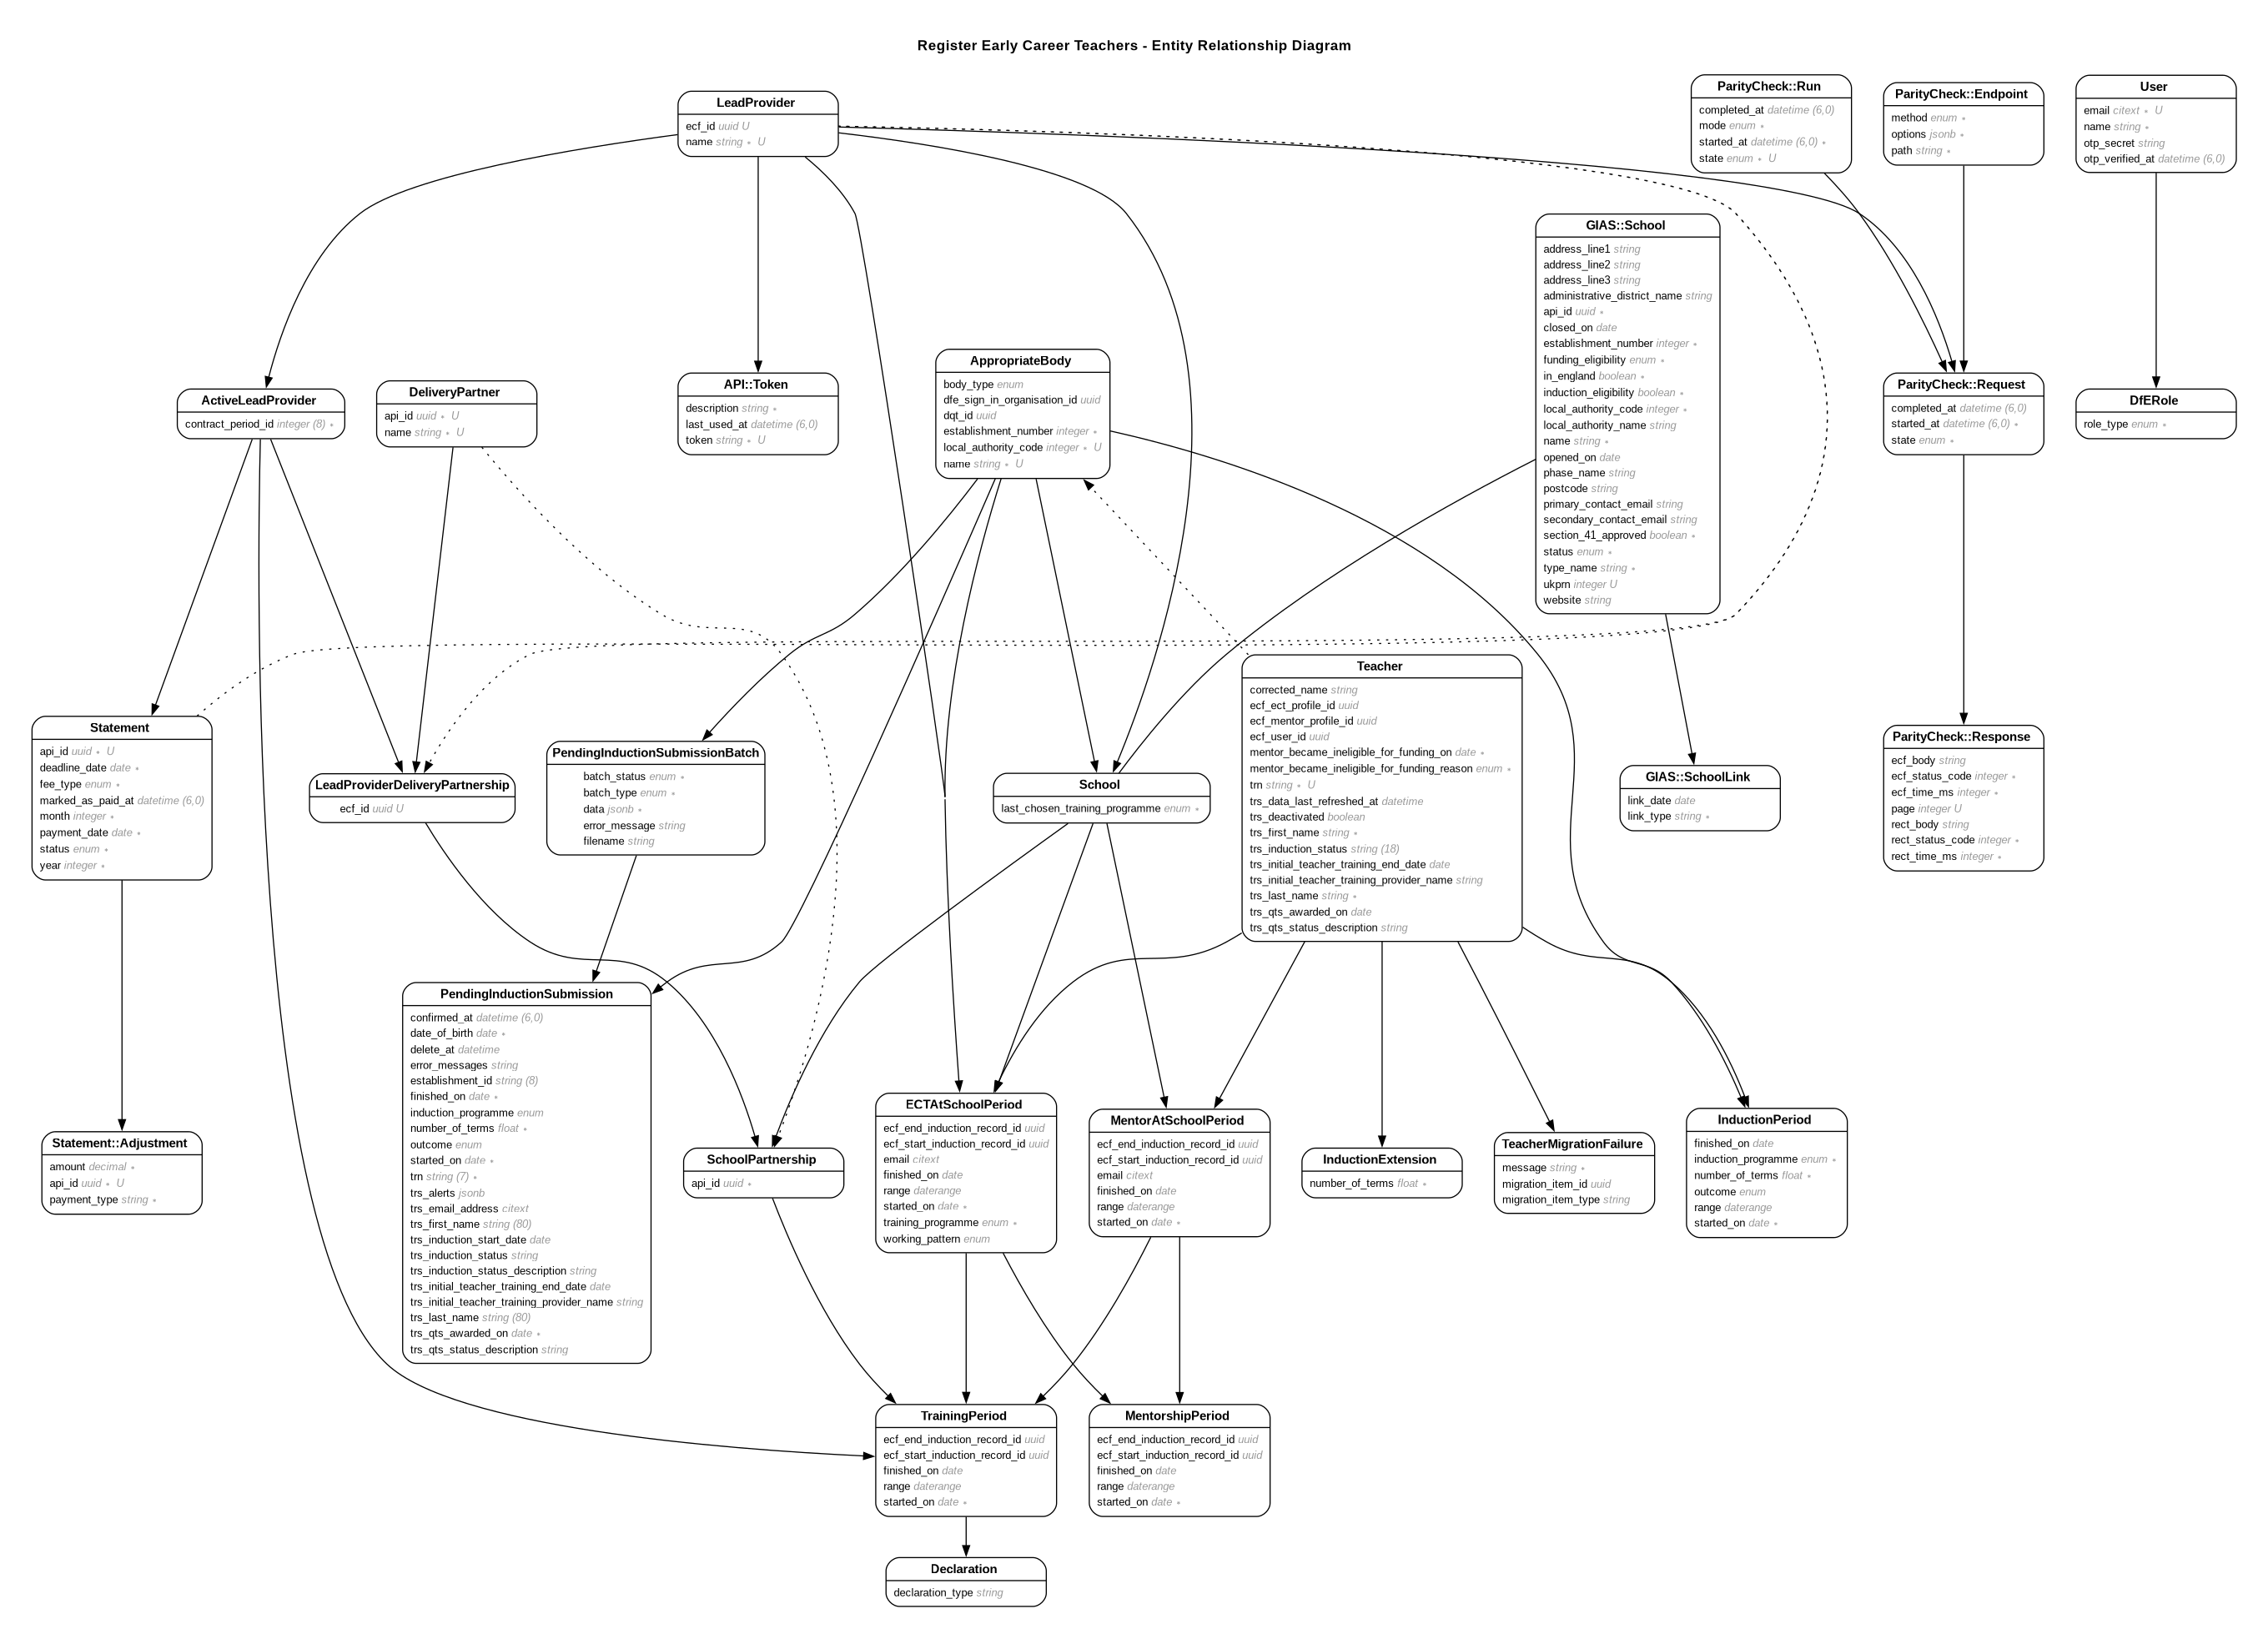 Register Early Career Teachers - Entity Relationship Diagram
LeadProvider
ecf_id uuid U
name string ∗ U
ParityCheck::Run
completed_at datetime (6,0)
mode enum ∗
started_at datetime (6,0) ∗
state enum ∗ U
ParityCheck::Endpoint
method enum ∗
options jsonb ∗
path string ∗
User
email citext ∗ U
name string ∗
otp_secret string
otp_verified_at datetime (6,0)
GIAS::School
address_line1 string
address_line2 string
address_line3 string
administrative_district_name string
api_id uuid ∗
closed_on date
establishment_number integer ∗
funding_eligibility enum ∗
in_england boolean ∗
induction_eligibility boolean ∗
local_authority_code integer ∗
local_authority_name string
name string ∗
opened_on date
phase_name string
postcode string
primary_contact_email string
secondary_contact_email string
section_41_approved boolean ∗
status enum ∗
type_name string ∗
ukprn integer U
website string
ActiveLeadProvider
contract_period_id integer (8) ∗
DeliveryPartner
api_id uuid ∗ U
name string ∗ U
API::Token
description string ∗
last_used_at datetime (6,0)
token string ∗ U
AppropriateBody
body_type enum
dfe_sign_in_organisation_id uuid
dqt_id uuid
establishment_number integer ∗
local_authority_code integer ∗ U
name string ∗ U
ParityCheck::Request
completed_at datetime (6,0)
started_at datetime (6,0) ∗
state enum ∗
DfERole
role_type enum ∗
Statement
api_id uuid ∗ U
deadline_date date ∗
fee_type enum ∗
marked_as_paid_at datetime (6,0)
month integer ∗
payment_date date ∗
status enum ∗
year integer ∗
LeadProviderDeliveryPartnership
ecf_id uuid U
PendingInductionSubmissionBatch
batch_status enum ∗
batch_type enum ∗
data jsonb ∗
error_message string
filename string
School
last_chosen_training_programme enum ∗
Teacher
corrected_name string
ecf_ect_profile_id uuid
ecf_mentor_profile_id uuid
ecf_user_id uuid
mentor_became_ineligible_for_funding_on date ∗
mentor_became_ineligible_for_funding_reason enum ∗
trn string ∗ U
trs_data_last_refreshed_at datetime
trs_deactivated boolean
trs_first_name string ∗
trs_induction_status string (18)
trs_initial_teacher_training_end_date date
trs_initial_teacher_training_provider_name string
trs_last_name string ∗
trs_qts_awarded_on date
trs_qts_status_description string
GIAS::SchoolLink
link_date date
link_type string ∗
ParityCheck::Response
ecf_body string
ecf_status_code integer ∗
ecf_time_ms integer ∗
page integer U
rect_body string
rect_status_code integer ∗
rect_time_ms integer ∗
Statement::Adjustment
amount decimal ∗
api_id uuid ∗ U
payment_type string ∗
PendingInductionSubmission
confirmed_at datetime (6,0)
date_of_birth date ∗
delete_at datetime
error_messages string
establishment_id string (8)
finished_on date ∗
induction_programme enum
number_of_terms float ∗
outcome enum
started_on date ∗
trn string (7) ∗
trs_alerts jsonb
trs_email_address citext
trs_first_name string (80)
trs_induction_start_date date
trs_induction_status string
trs_induction_status_description string
trs_initial_teacher_training_end_date date
trs_initial_teacher_training_provider_name string
trs_last_name string (80)
trs_qts_awarded_on date ∗
trs_qts_status_description string
SchoolPartnership
api_id uuid ∗
ECTAtSchoolPeriod
ecf_end_induction_record_id uuid
ecf_start_induction_record_id uuid
email citext
finished_on date
range daterange
started_on date ∗
training_programme enum ∗
working_pattern enum
MentorAtSchoolPeriod
ecf_end_induction_record_id uuid
ecf_start_induction_record_id uuid
email citext
finished_on date
range daterange
started_on date ∗
InductionExtension
number_of_terms float ∗
TeacherMigrationFailure
message string ∗
migration_item_id uuid
migration_item_type string
InductionPeriod
finished_on date
induction_programme enum ∗
number_of_terms float ∗
outcome enum
range daterange
started_on date ∗
TrainingPeriod
ecf_end_induction_record_id uuid
ecf_start_induction_record_id uuid
finished_on date
range daterange
started_on date ∗
MentorshipPeriod
ecf_end_induction_record_id uuid
ecf_start_induction_record_id uuid
finished_on date
range daterange
started_on date ∗
Declaration
declaration_type string